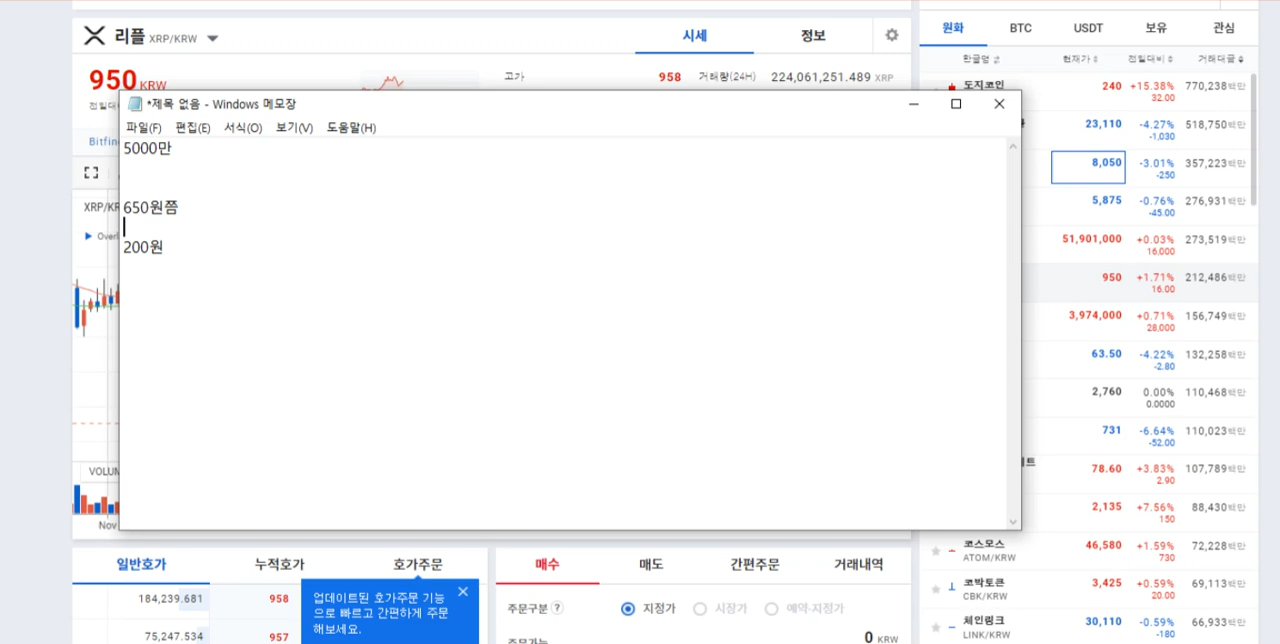 리플 XRP/KRW
시세
정보
950 KRW
고가
958
거래량(24H)
224,061,251.489 XRP
*제목 없음 - Windows 메모장
파일(F) 편집(E) 서식(O) 보기(V) 도움말(H)
5000만
650원쯤
200원
XRP/KR
VOLUM
Nov
일반호가
누적호가
호가주문
184,239.681
958
75,247.534
957
업데이트된 호가주문 기능
으로 빠르고 간편하게 주문
해보세요.
매수
매도
간편주문
거래내역
주문구분 ?
지정가
시장가
예약-지정가
0 KRW
원화
BTC
USDT
보유
관심
한글명
현재가
전일대비
거래대금
도지코인
240
+15.38%
32.00
770,238백만
23,110
-4.27%
-1,030
518,750백만
8,050
-3.01%
-250
357,223백만
5,875
-0.76%
-45.00
276,931백만
51,901,000
+0.03%
16,000
273,519백만
950
+1.71%
16.00
212,486백만
3,974,000
+0.71%
28,000
156,749백만
63.50
-4.22%
-2.80
132,258백만
2,760
0.00%
0.0000
110,468백만
731
-6.64%
-52.00
110,023백만
78.60
+3.83%
2.90
107,789백만
2,135
+7.56%
150
88,430백만
코스모스
ATOM/KRW
46,580
+1.59%
730
72,228백만
코박토큰
CBK/KRW
3,425
+0.59%
20.00
69,113백만
체인링크
LINK/KRW
30,110
-0.59%
-180
66,933백만